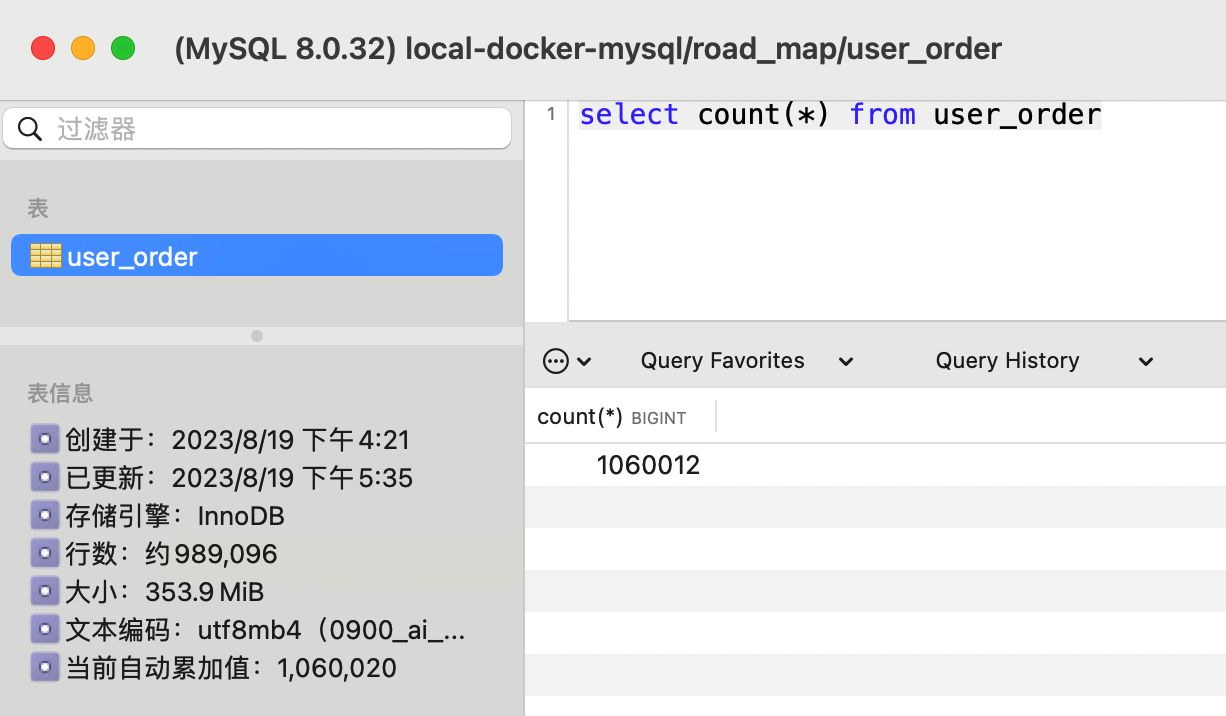 (MySQL 8.0.32) local-docker-mysql/road_map/user_order
过滤器
表
user_order
表信息
创建于：2023/8/19 下午4:21
已更新：2023/8/19 下午5:35
存储引擎：InnoDB
行数：约989,096
大小：353.9 MiB
文本编码：utf8mb4（0900_ai_...
当前自动累加值：1,060,020
1 select count(*) from user_order
Query Favorites Query History
count(*) BIGINT
1060012